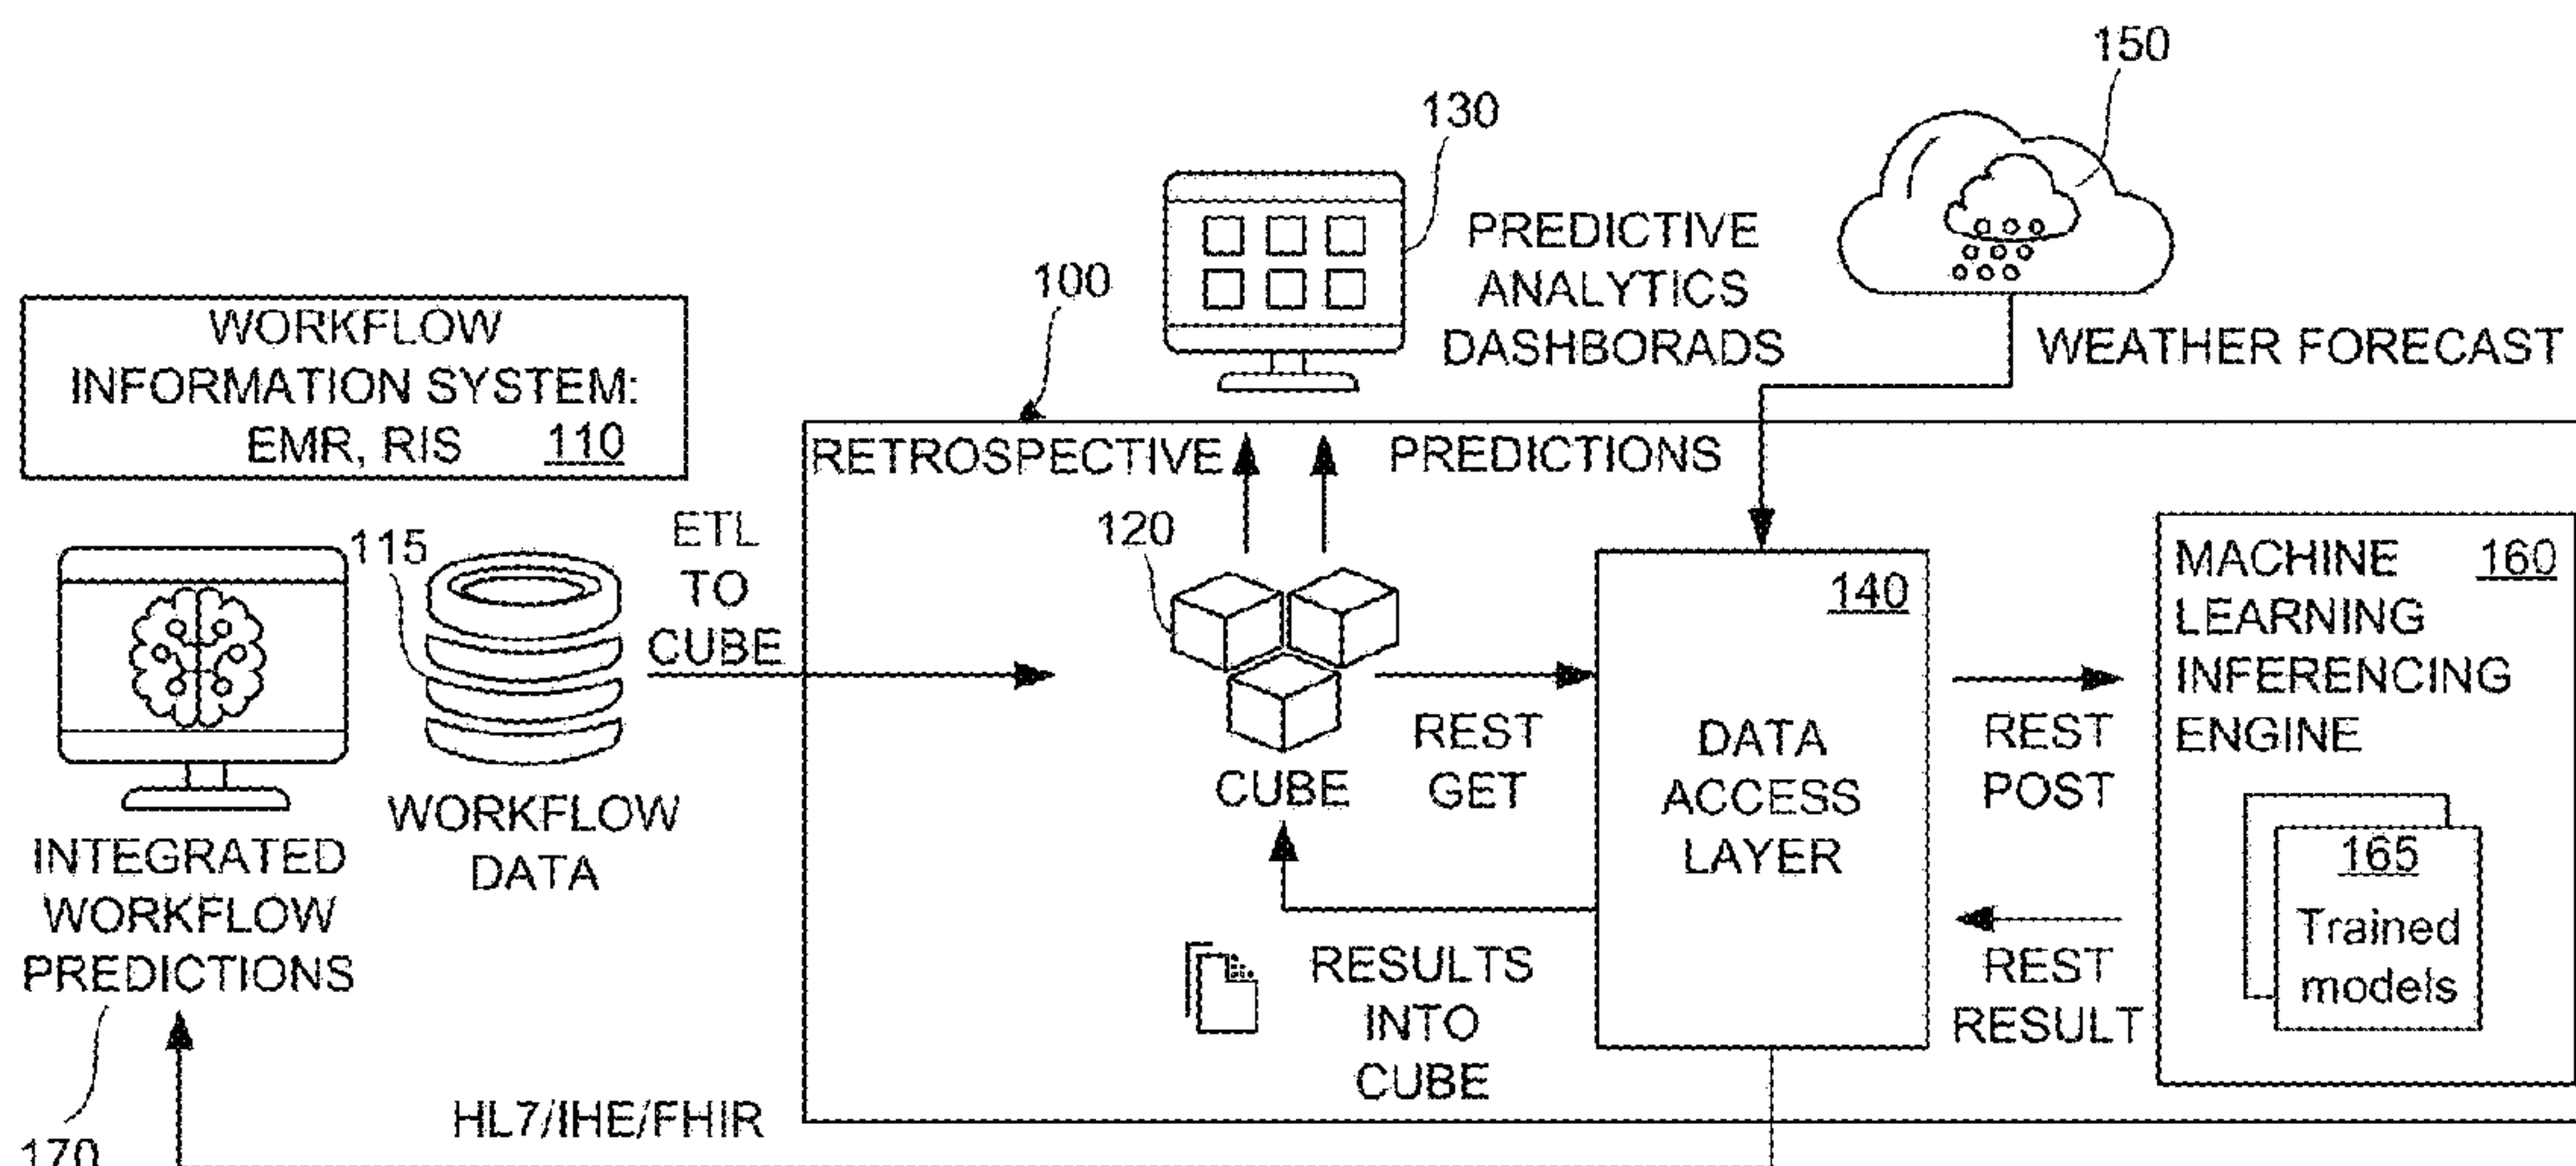 150
130
PREDICTIVE
ANALYTICS
DASHBORADS
100
WEATHER FORECAST
WORKFLOW
INFORMATION SYSTEM:
EMR, RIS 110
RETROSPECTIVE
PREDICTIONS
115
ETL
TO
CUBE
120
140
DATA
ACCESS
LAYER
MACHINE 160
LEARNING
INFERENCING
ENGINE
REST
GET
REST
POST
CUBE
WORKFLOW
DATA
INTEGRATED
WORKFLOW
PREDICTIONS
165
Trained
models
RESULTS
INTO
CUBE
REST
RESULT
HL7/IHE/FHIR
170